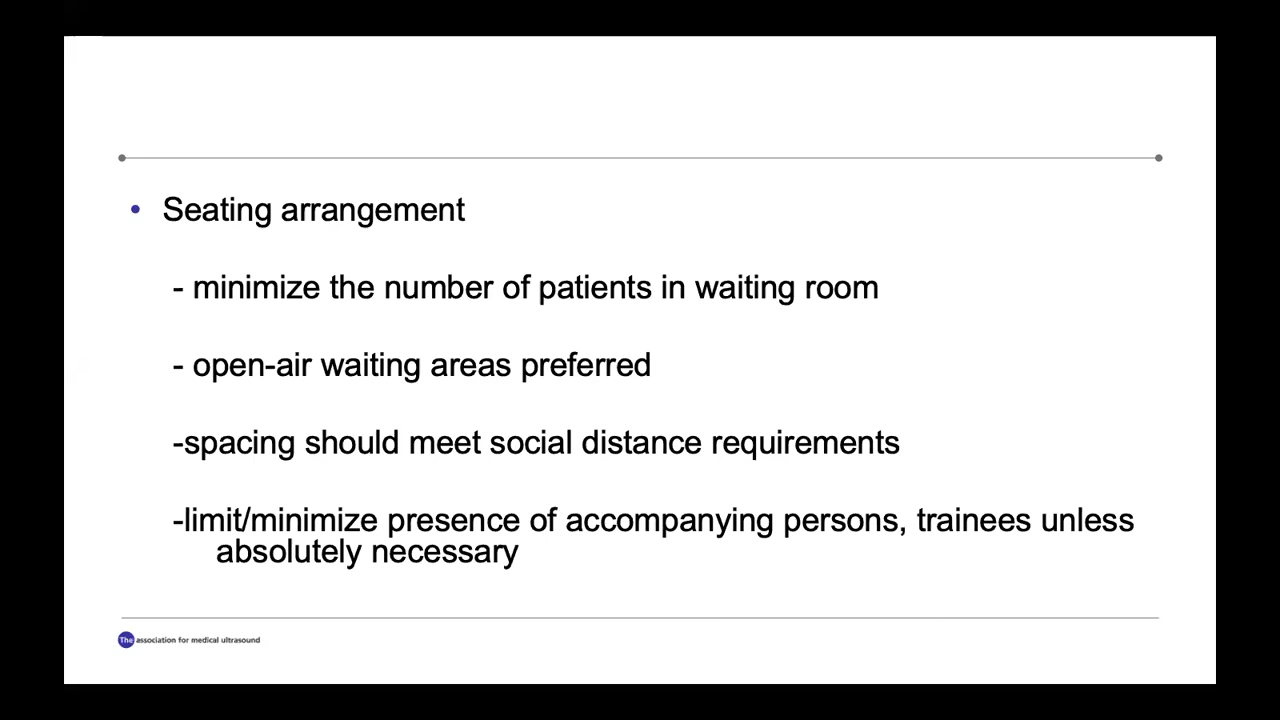 • Seating arrangement
- minimize the number of patients in waiting room
- open-air waiting areas preferred
-spacing should meet social distance requirements
-limit/minimize presence of accompanying persons, trainees unless
absolutely necessary
The association for medical ultrasound